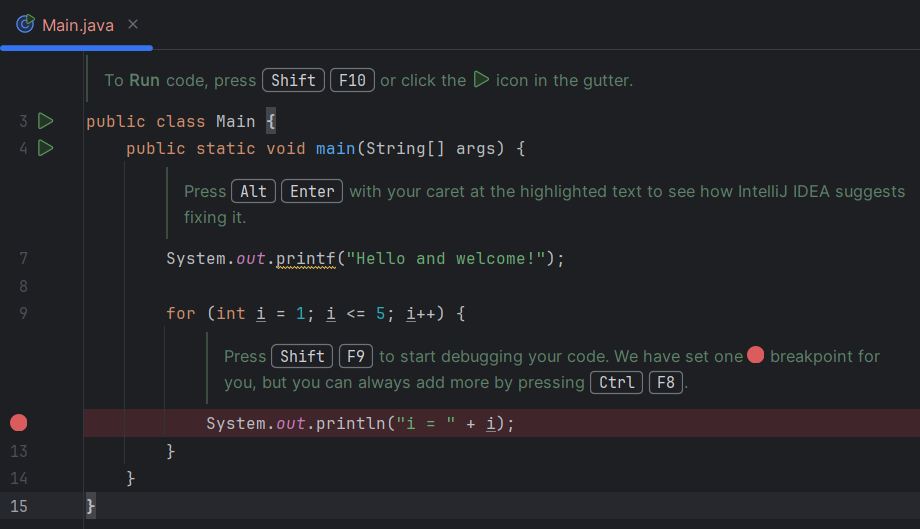 Main.java
To Run code, press Shift F10 or click the icon in the gutter.
3 public class Main {
4 public static void main(String[] args) {
Press Alt Enter with your caret at the highlighted text to see how IntelliJ IDEA suggests
fixing it.
7 System.out.printf("Hello and welcome!");
8
9 for (int i = 1; i <= 5; i++) {
Press Shift F9 to start debugging your code. We have set one breakpoint for
you, but you can always add more by pressing Ctrl F8.
System.out.println("i = " + i);
13 }
14 }
15 }